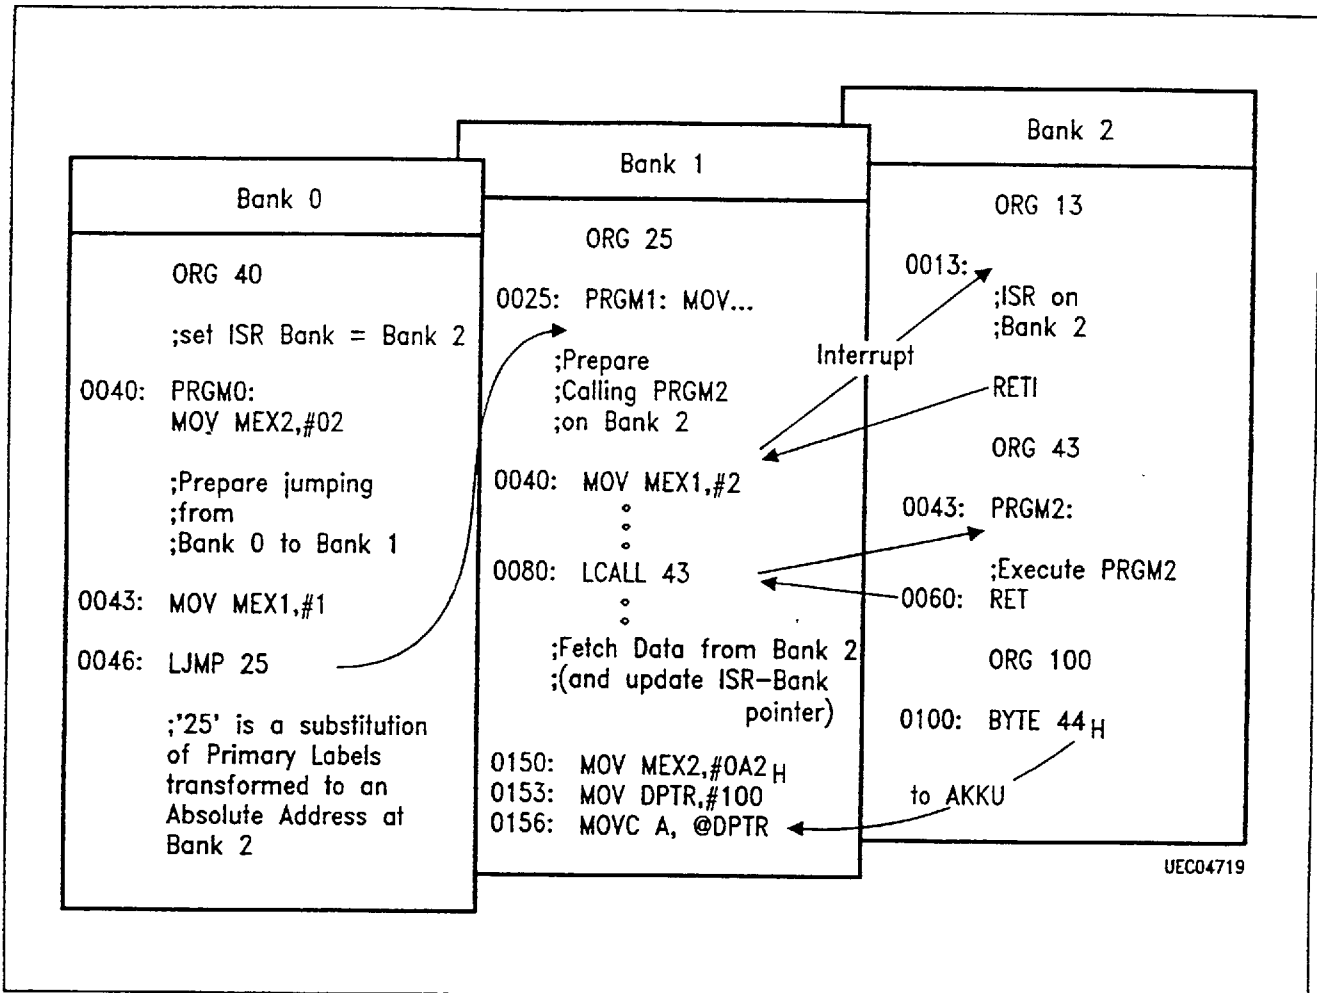 Bank 0
ORG 40
;set ISR Bank = Bank 2
0040: PRGM0:
MOV MEX2,#02
;Prepare jumping
;from
;Bank 0 to Bank 1
0043: MOV MEX1,#1
0046: LJMP 25
;'25' is a substitution
of Primary Labels
transformed to an
Absolute Address at
Bank 2
Bank 1
ORG 25
0025: PRGM1: MOV...
;Prepare
;Calling PRGM2
;on Bank 2
0040: MOV MEX1,#2
0080: LCALL 43
;Fetch Data from Bank 2
;(and update ISR-Bank
pointer)
0150: MOV MEX2,#0A2H
0153: MOV DPTR,#100
0156: MOVC A, @DPTR
Interrupt
Bank 2
ORG 13
0013:
;ISR on
;Bank 2
RETI
ORG 43
0043: PRGM2:
;Execute PRGM2
0060: RET
ORG 100
0100: BYTE 44H
to AKKU
UEC04719